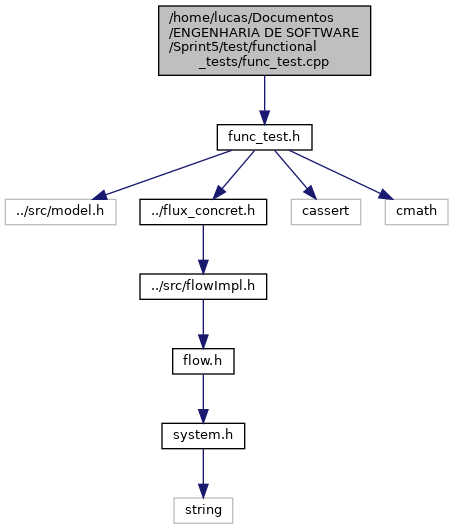 /home/lucas/Documentos
/ENGENHARIA DE SOFTWARE
/Sprint5/test/functional
_tests/func_test.cpp
func_test.h
../src/model.h
../flux_concret.h
cassert
cmath
../src/flowImpl.h
flow.h
system.h
string